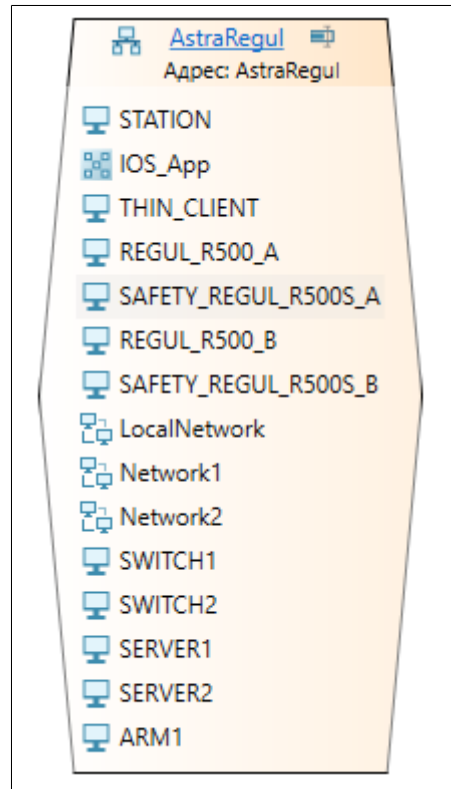 AstraRegul
Адрес: AstraRegul
STATION
IOS_App
THIN_CLIENT
REGUL_R500_A
SAFETY_REGUL_R500S_A
REGUL_R500_B
SAFETY_REGUL_R500S_B
LocalNetwork
Network1
Network2
SWITCH1
SWITCH2
SERVER1
SERVER2
ARM1